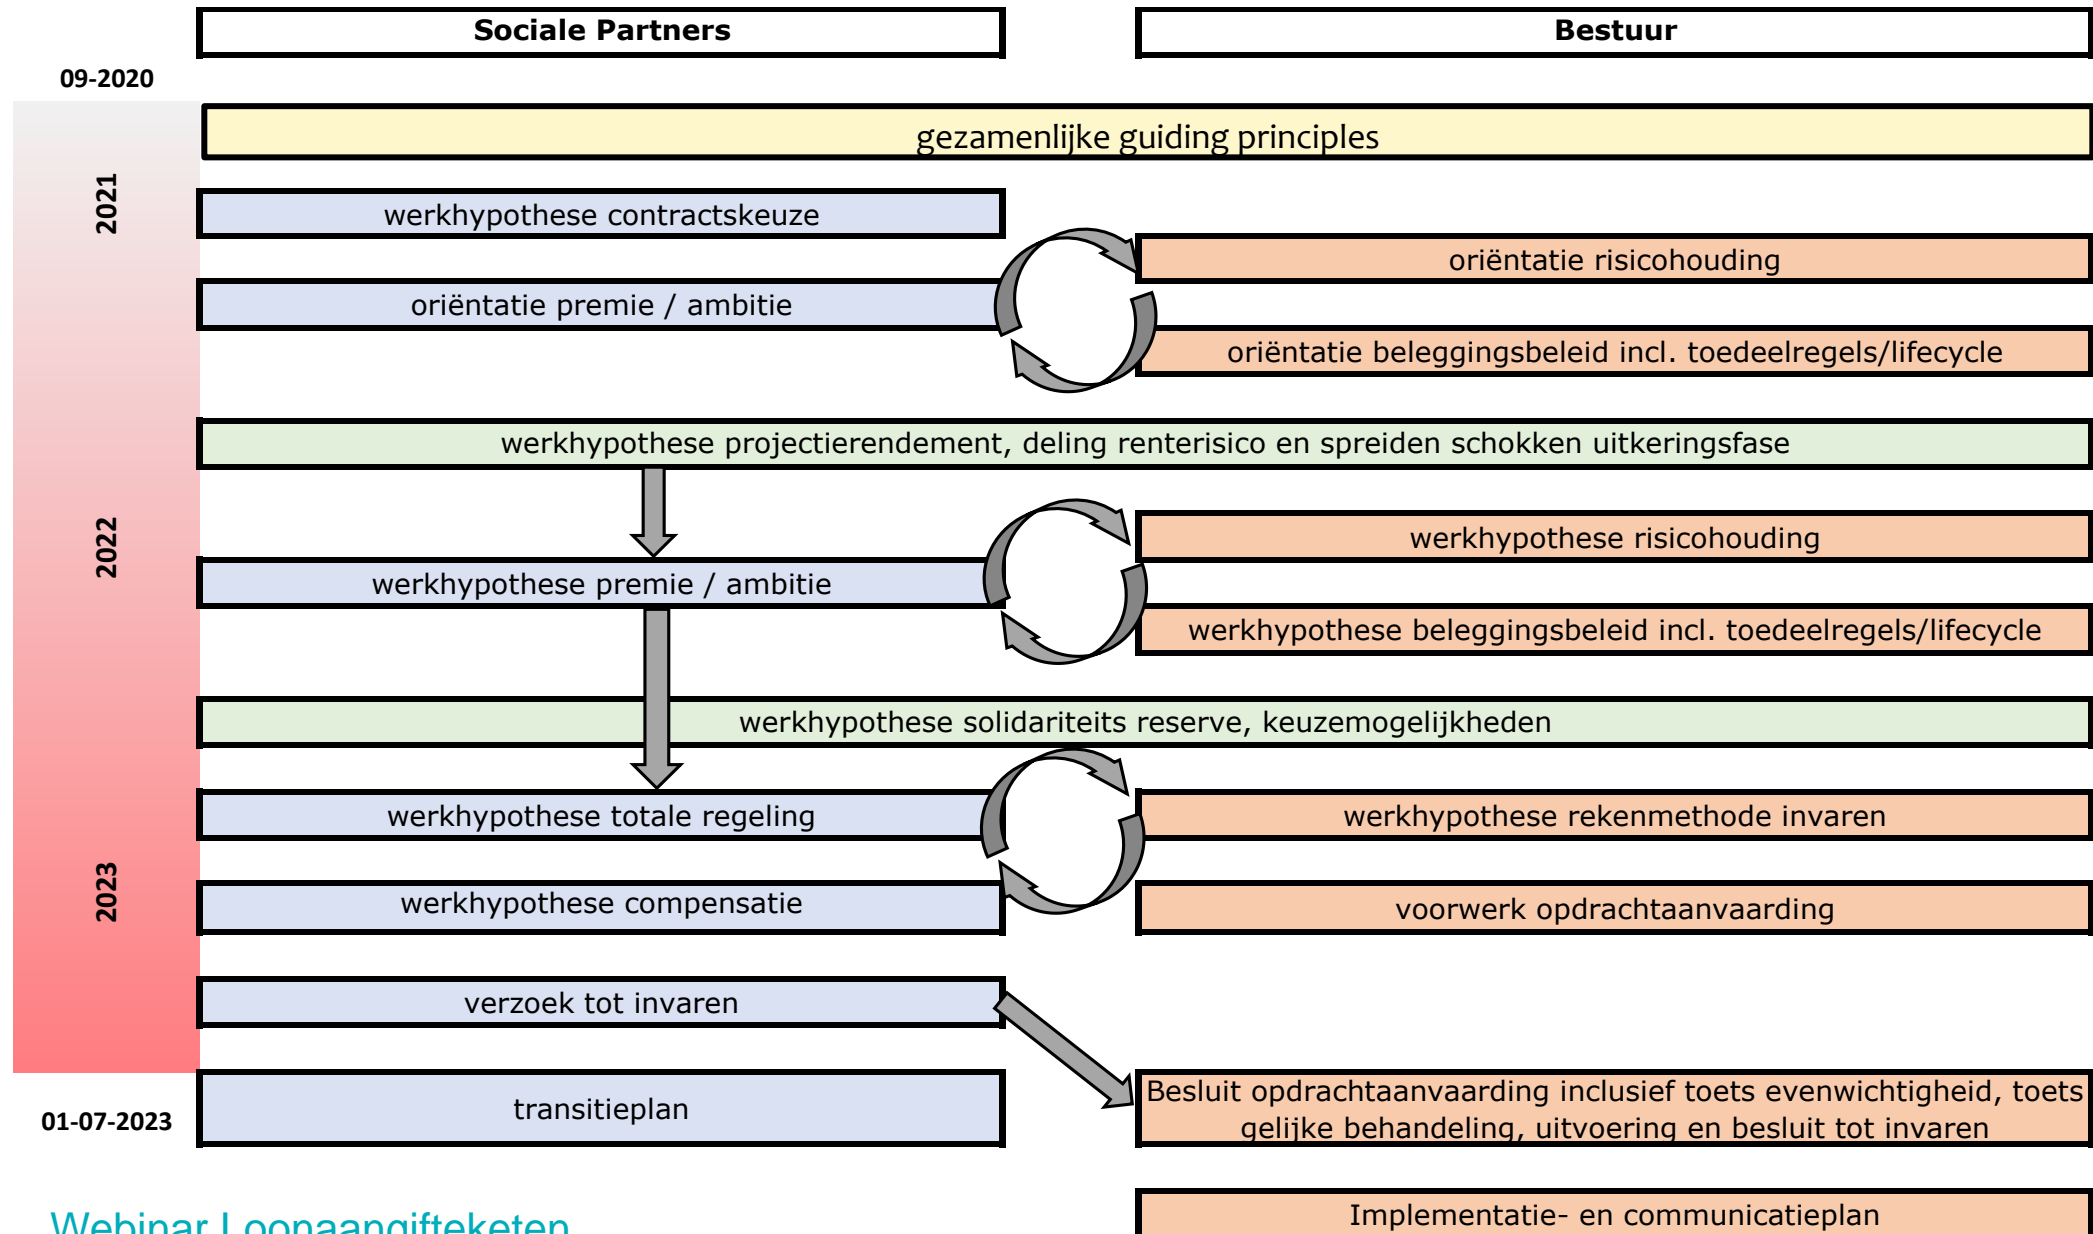 Sociale Partners
Bestuur
09-2020
gezamenlijke guiding principles
2021
werkhypothese contractskeuze
oriëntatie risicohouding
oriëntatie premie / ambitie
oriëntatie beleggingsbeleid incl. toedeelregels/lifecycle
werkhypothese projectierendement, deling renterisico en spreiden schokken uitkeringsfase
2022
werkhypothese risicohouding
werkhypothese premie / ambitie
werkhypothese beleggingsbeleid incl. toedeelregels/lifecycle
werkhypothese solidariteits reserve, keuzemogelijkheden
werkhypothese totale regeling
werkhypothese rekenmethode invaren
2023
werkhypothese compensatie
voorwerk opdrachtaanvaarding
verzoek tot invaren
01-07-2023
transitieplan
Besluit opdrachtaanvaarding inclusief toets evenwichtigheid, toets
gelijke behandeling, uitvoering en besluit tot invaren
Webinar Loonaangifteketen
Implementatie- en communicatieplan